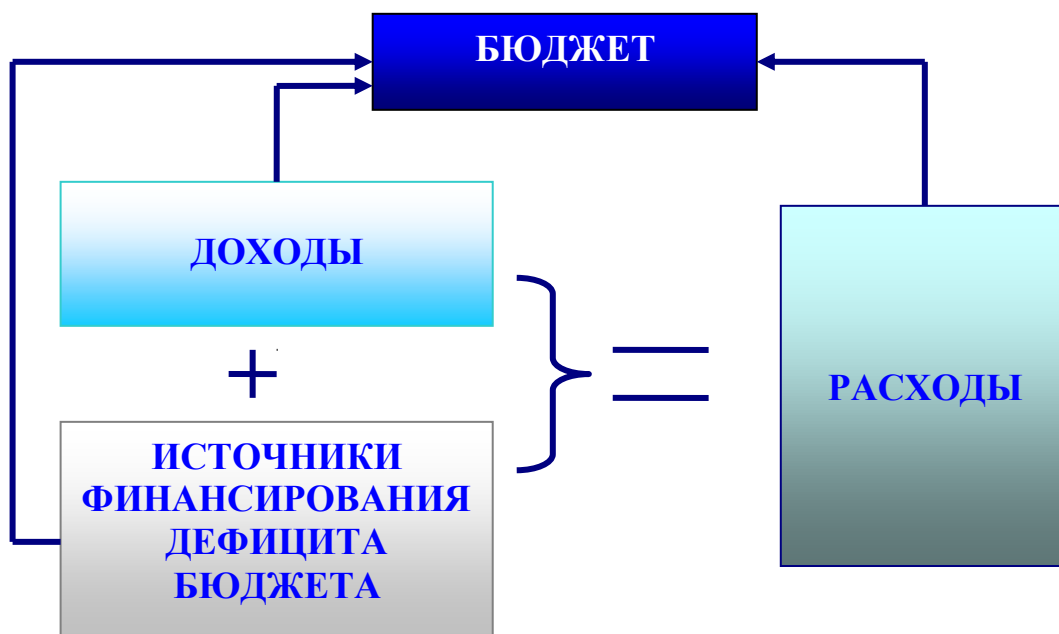 БЮДЖЕТ
ДОХОДЫ
+
=
РАСХОДЫ
ИСТОЧНИКИ
ФИНАНСИРОВАНИЯ
ДЕФИЦИТА
БЮДЖЕТА